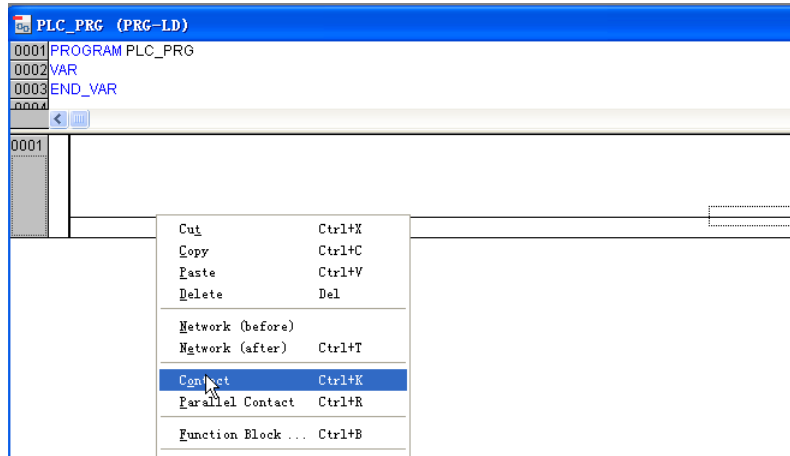 PLC_PRG (PRG-LD)
0001 PROGRAM PLC_PRG
0002 VAR
0003 END_VAR
0004
0001
Cut Ctrl+X
Copy Ctrl+C
Paste Ctrl+V
Delete Del
Network (before)
Network (after) Ctrl+T
Contact Ctrl+K
Parallel Contact Ctrl+R
Function Block ... Ctrl+B